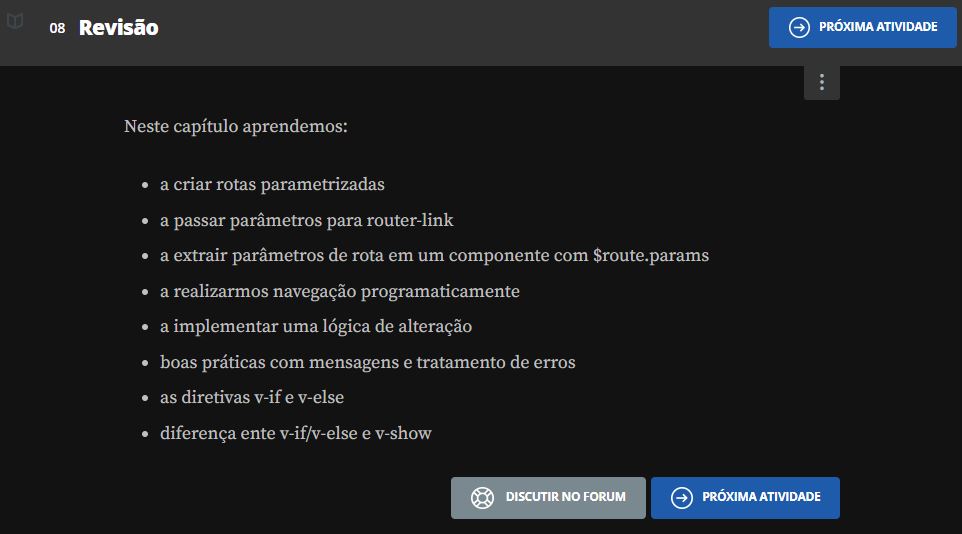 08 Revisão
PRÓXIMA ATIVIDADE
Neste capítulo aprendemos:
• a criar rotas parametrizadas
• a passar parâmetros para router-link
• a extrair parâmetros de rota em um componente com $route.params
• a realizarmos navegação programaticamente
• a implementar uma lógica de alteração
• boas práticas com mensagens e tratamento de erros
• as diretivas v-if e v-else
• diferença ente v-if/v-else e v-show
DISCUTIR NO FORUM
PRÓXIMA ATIVIDADE